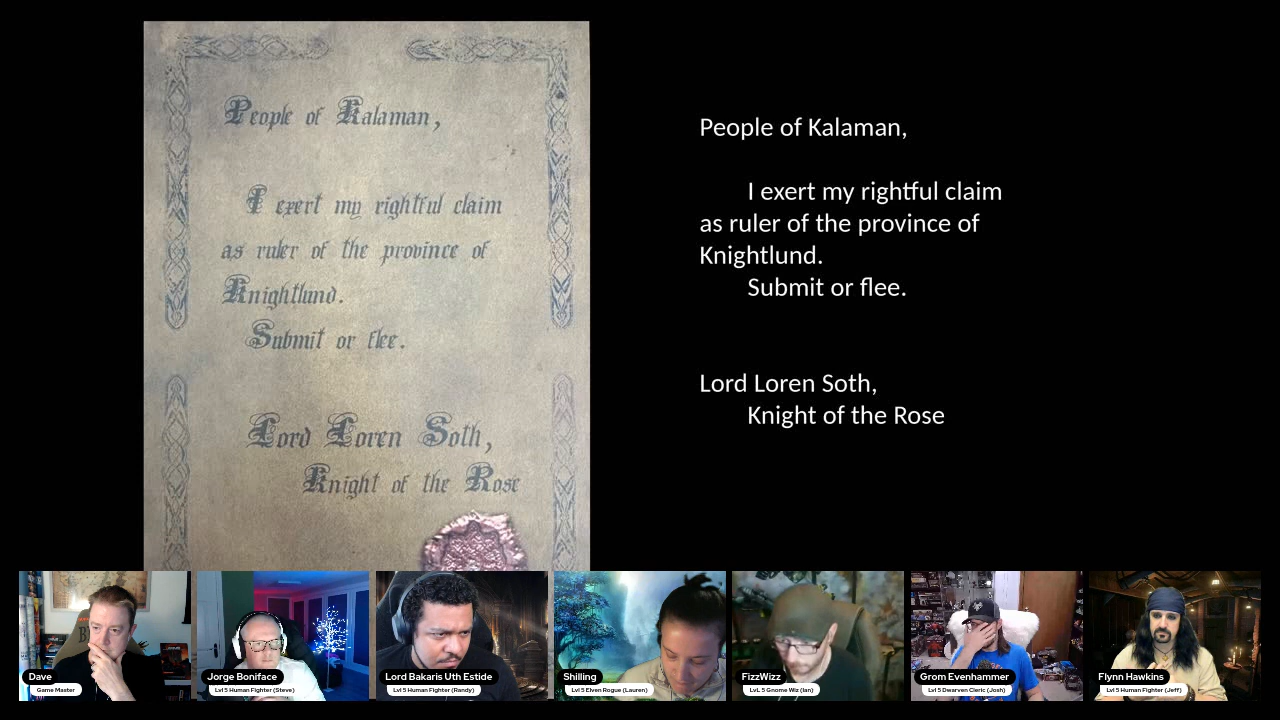 People of Kalaman,
I exert my rightful claim
as ruler of the province of
Knightlund.
Submit or flee.
Lord Loren Soth,
Knight of the Rose
People of Kalaman,
I exert my rightful claim
as ruler of the province of
Knightlund.
Submit or flee.
Lord Loren Soth,
Knight of the Rose
Dave
Game Master
Jorge Boniface
Lvl 5 Human Fighter (Steve)
Lord Bakaris Uth Estide
Lvl 5 Human Fighter (Randy)
Shilling
Lvl 5 Elven Rogue (Lauren)
FizzWizz
LvL 5 Gnome Wiz (Ian)
Grom Evenhammer
Lvl 5 Dwarven Cleric (Josh)
Flynn Hawkins
Lvl 5 Human Fighter (Jeff)